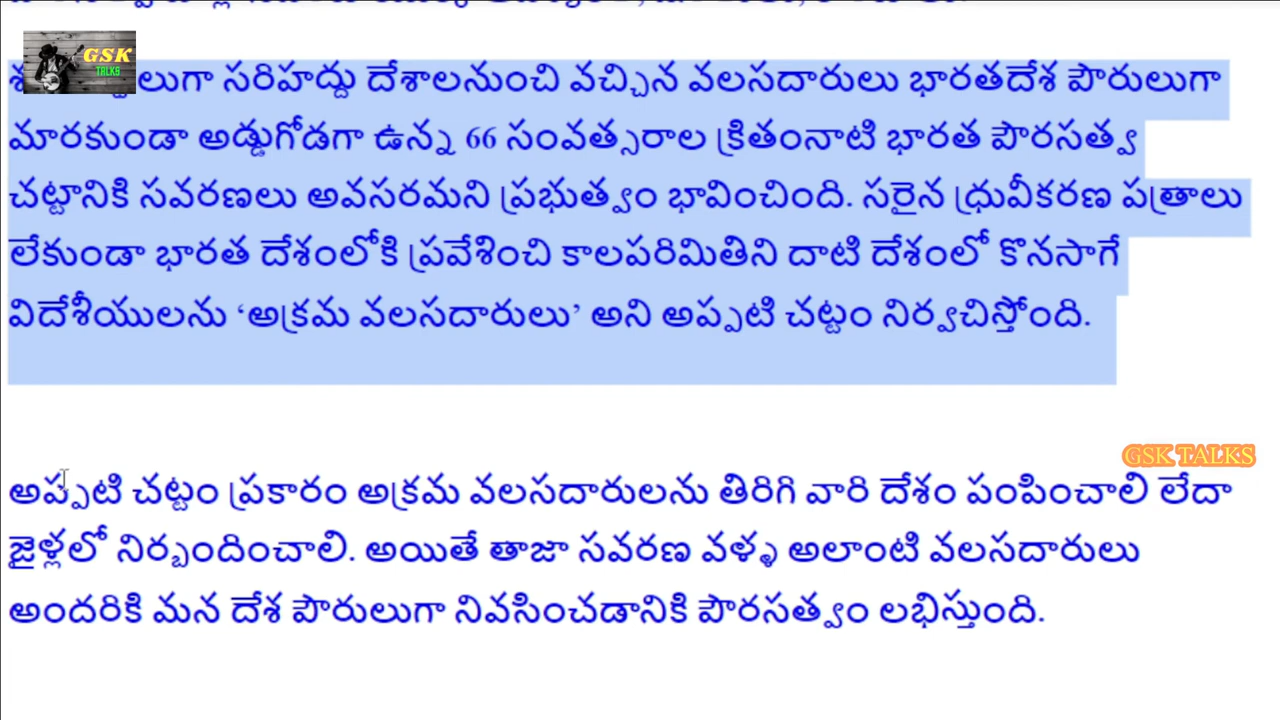 GSK
TALKS
సరిహద్దు దేశాలనుంచి వచ్చిన వలసదారులు భారతదేశ పౌరులుగా
మారకుండా అడ్డుగోడగా ఉన్న 66 సంవత్సరాల క్రితంనాటి భారత పౌరసత్వ
చట్టానికి సవరణలు అవసరమని ప్రభుత్వం భావించింది. సరైన ధ్రువీకరణ పత్రాలు
లేకుండా భారత దేశంలోకి ప్రవేశించి కాలపరిమితిని దాటి దేశంలో కొనసాగే
విదేశీయులను ‘అక్రమ వలసదారులు’ అని అప్పటి చట్టం నిర్వచిస్తోంది.
GSK TALKS
అప్పటి చట్టం ప్రకారం అక్రమ వలసదారులను తిరిగి వారి దేశం పంపించాలి లేదా
జైళ్లలో నిర్బందించాలి. అయితే తాజా సవరణ వళ్ళ అలాంటి వలసదారులు
అందరికి మన దేశ పౌరులుగా నివసించడానికి పౌరసత్వం లభిస్తుంది.